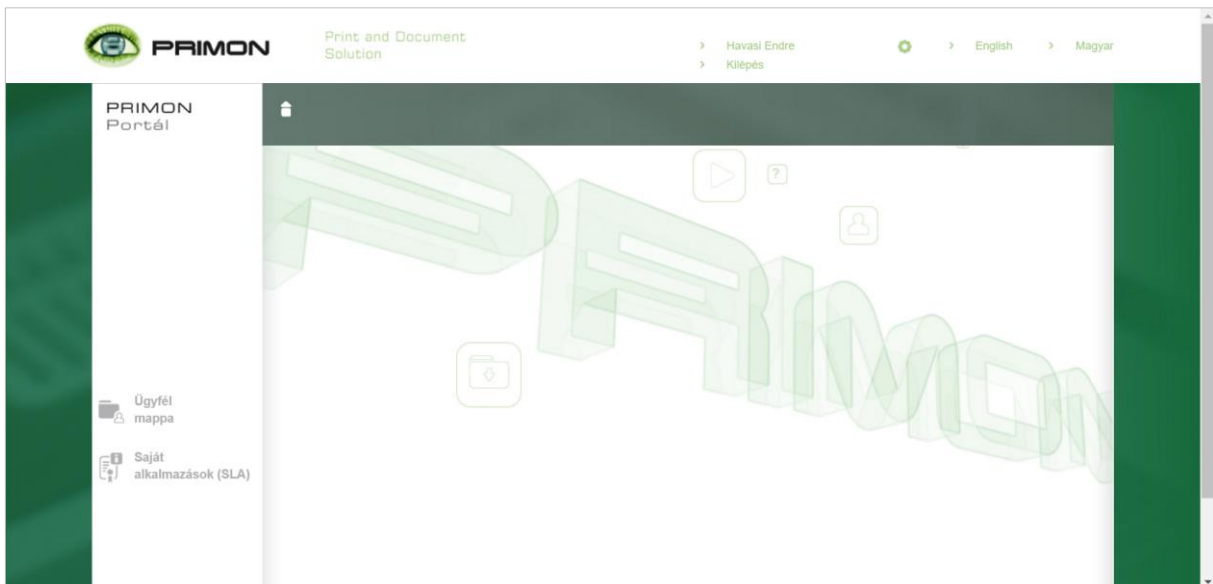 PRIMON
Print and Document
Solution
Havasi Endre
Kilépés
English
Magyar
PRIMON
Portál
?
PRIMON
Ügyfél
mappa
Saját
alkalmazások (SLA)